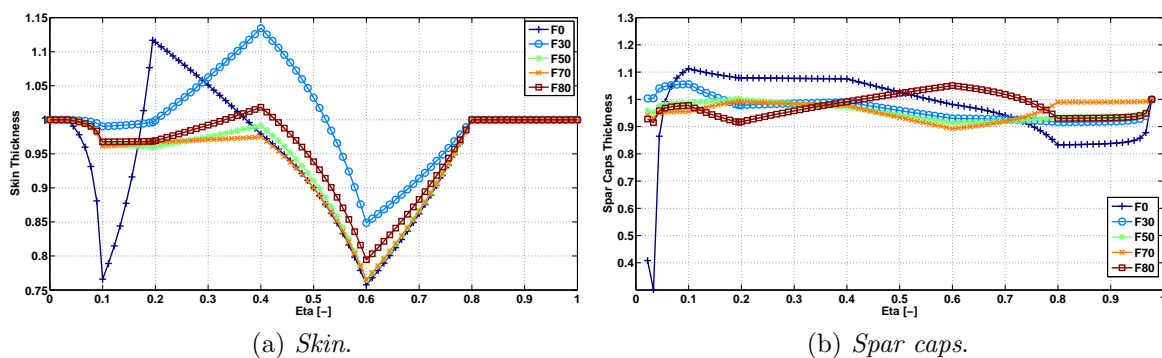 1.15
1.1
1.05
1
0.95
0.9
0.85
0.8
0.75
Skin Thickness
0 0.1 0.2 0.3 0.4 0.5 0.6 0.7 0.8 0.9 1
Eta [-]
F0
F30
F50
F70
F80
(a) Skin.
1.3
1.2
1.1
1
0.9
0.8
0.7
0.6
0.5
0.4
Spar Caps Thickness
0 0.1 0.2 0.3 0.4 0.5 0.6 0.7 0.8 0.9 1
Eta [-]
F0
F30
F50
F70
F80
(b) Spar caps.